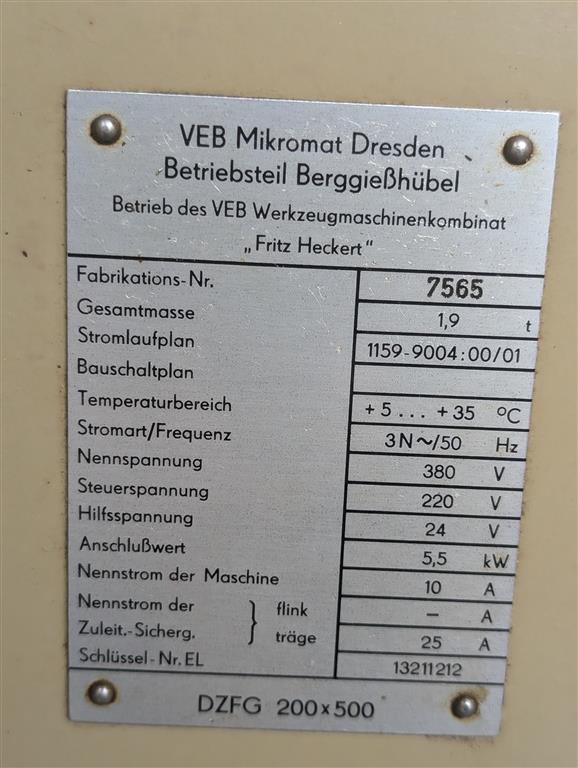 VEB Mikromat Dresden
Betriebsteil Berggießhübel
Betrieb des VEB Werkzeugmaschinenkombinat
„Fritz Heckert"
Fabrikations-Nr. 7565
Gesamtmasse 1,9 t
Stromlaufplan 1159-9004:00/01
Bauschaltplan
Temperaturbereich +5...+35 °C
Stromart/Frequenz 3N~/50 Hz
Nennspannung 380 V
Steuerspannung 220 V
Hilfsspannung 24 V
Anschlußwert 5,5 kW
Nennstrom der Maschine 10 A
Nennstrom der } flink – A
Zuleit.-Sicherg. träge 25 A
Schlüssel-Nr. EL 13211212
DZFG 200×500